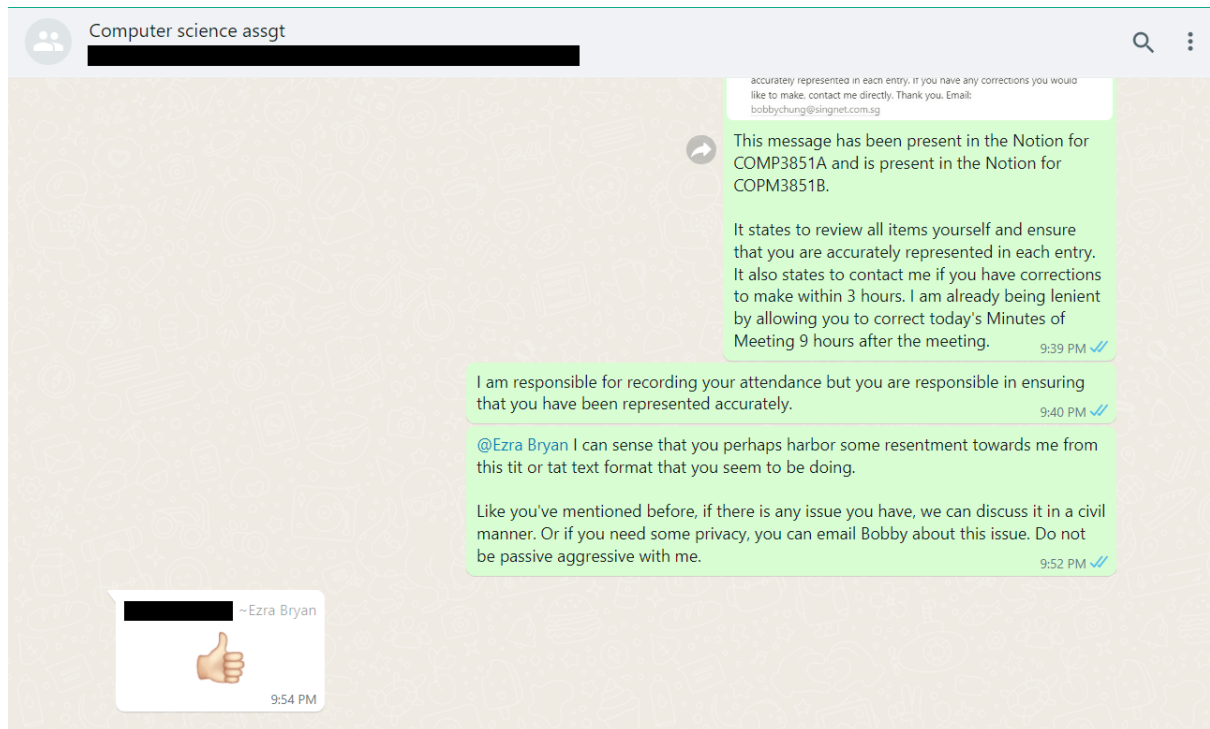 Computer science assgt
accurately represented in each entry. If you have any corrections you would
like to make, contact me directly. Thank you. Email:
bobbychung@singnet.com.sg
This message has been present in the Notion for
COMP3851A and is present in the Notion for
COPM3851B.
It states to review all items yourself and ensure
that you are accurately represented in each entry.
It also states to contact me if you have corrections
to make within 3 hours. I am already being lenient
by allowing you to correct today's Minutes of
Meeting 9 hours after the meeting.
9:39 PM
I am responsible for recording your attendance but you are responsible in ensuring
that you have been represented accurately.
9:40 PM
@Ezra Bryan I can sense that you perhaps harbor some resentment towards me from
this tit or tat text format that you seem to be doing.
Like you've mentioned before, if there is any issue you have, we can discuss it in a civil
manner. Or if you need some privacy, you can email Bobby about this issue. Do not
be passive aggressive with me.
9:52 PM
~Ezra Bryan
9:54 PM